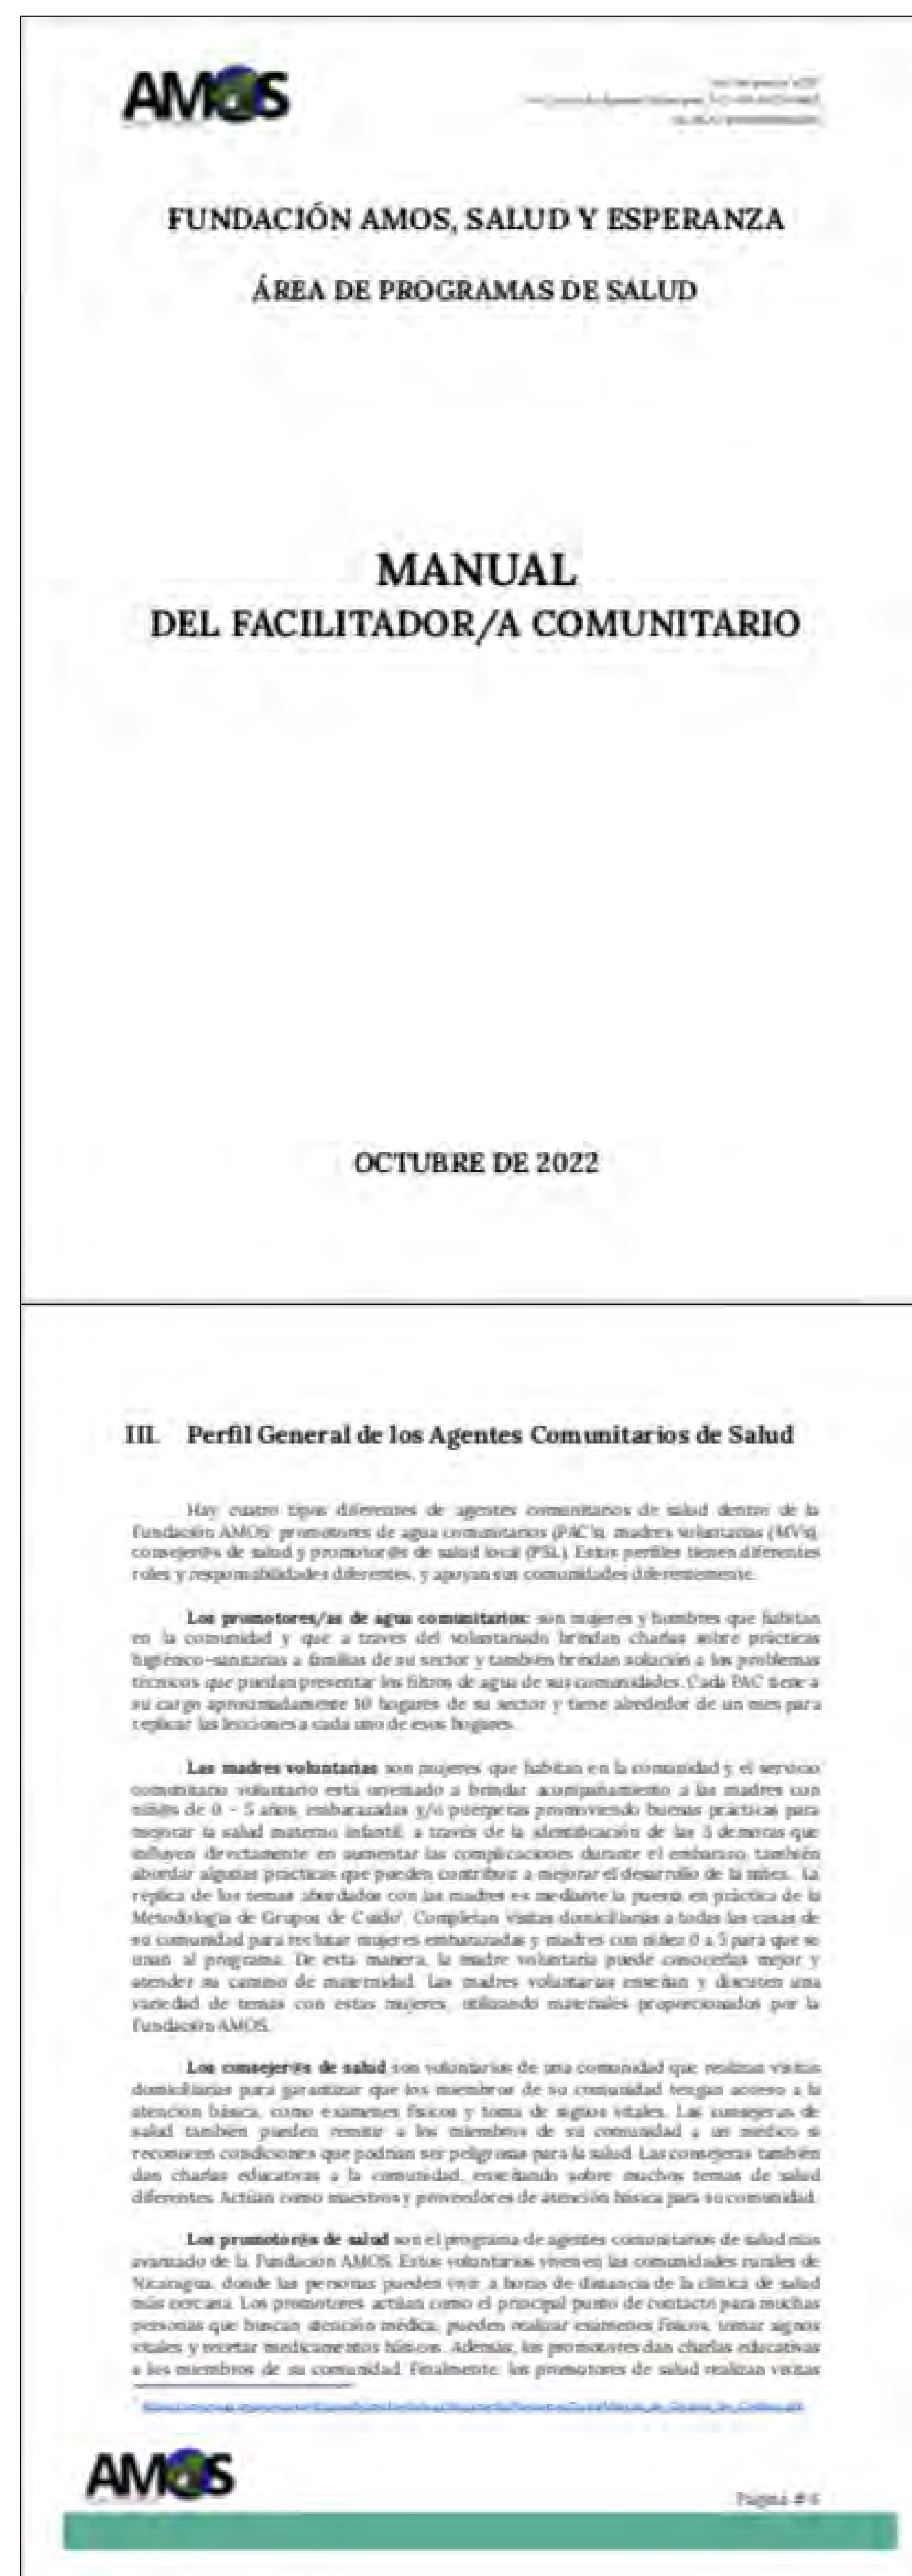 AMOS
FUNDACIÓN AMOS, SALUD Y ESPERANZA
ÁREA DE PROGRAMAS DE SALUD
MANUAL
DEL FACILITADOR/A COMUNITARIO
OCTUBRE DE 2022
III. Perfil General de los Agentes Comunitarios de Salud
Hay cuatro tipos diferentes de agentes comunitarios de salud dentro de la
Fundación AMOS: promotores de agua comunitarios (PAC's), madres voluntarias (MV's),
consejer@s de salud y promotor@s de salud local (PSL). Estos perfiles tienen diferentes
roles y responsabilidades diferentes, y apoyan sus comunidades diferentemente.
Los promotores/as de agua comunitarios: son mujeres y hombres que habitan
en la comunidad y que a través del voluntariado brindan charlas sobre prácticas
higiénico-sanitarias a familias de su sector y también brindan solución a los problemas
técnicos que puedan presentar los filtros de agua de sus comunidades. Cada PAC tiene a
su cargo aproximadamente 10 hogares de su sector y tiene alrededor de un mes para
replicar las lecciones a cada uno de esos hogares.
Las madres voluntarias son mujeres que habitan en la comunidad y el servicio
comunitario voluntario está orientado a brindar acompañamiento a las madres con
niñ@s de 0 - 5 años, embarazadas y/o puérperas promoviendo buenas prácticas para
mejorar la salud materno infantil, a través de la identificación de las 3 demoras que
influyen directamente en aumentar las complicaciones durante el embarazo, también
abordar algunas prácticas que pueden contribuir a mejorar el desarrollo de la niñez. La
réplica de los temas abordados con las madres es mediante la puesta en práctica de la
Metodología de Grupos de Cuido¹. Completan visitas domiciliarias a todas las casas de
su comunidad para reclutar mujeres embarazadas y madres con niñez 0 a 5 para que se
unan al programa. De esta manera, la madre voluntaria puede conocerlas mejor y
atender su camino de maternidad. Las madres voluntarias enseñan y discuten una
variedad de temas con estas mujeres, utilizando materiales proporcionados por la
Fundación AMOS.
Los consejer@s de salud son voluntarios de una comunidad que realizan visitas
domiciliarias para garantizar que los miembros de su comunidad tengan acceso a la
atención básica, como exámenes físicos y toma de signos vitales. Las consejeras de
salud también pueden remitir a los miembros de su comunidad a un médico si
reconocen condiciones que podrían ser peligrosas para la salud. Las consejeras también
dan charlas educativas a la comunidad, enseñando sobre muchos temas de salud
diferentes. Actúan como maestros y proveedores de atención básica para su comunidad.
Los promotor@s de salud son el programa de agentes comunitarios de salud más
avanzado de la Fundación AMOS. Estos voluntarios viven en las comunidades rurales de
Nicaragua, donde las personas pueden vivir a horas de distancia de la clínica de salud
más cercana. Los promotores actúan como el principal punto de contacto para muchas
personas que buscan atención médica, pueden realizar exámenes físicos, tomar signos
vitales y recetar medicamentos básicos. Además, los promotores dan charlas educativas
a los miembros de su comunidad. Finalmente, los promotores de salud realizan visitas
AMOS
Página # 6